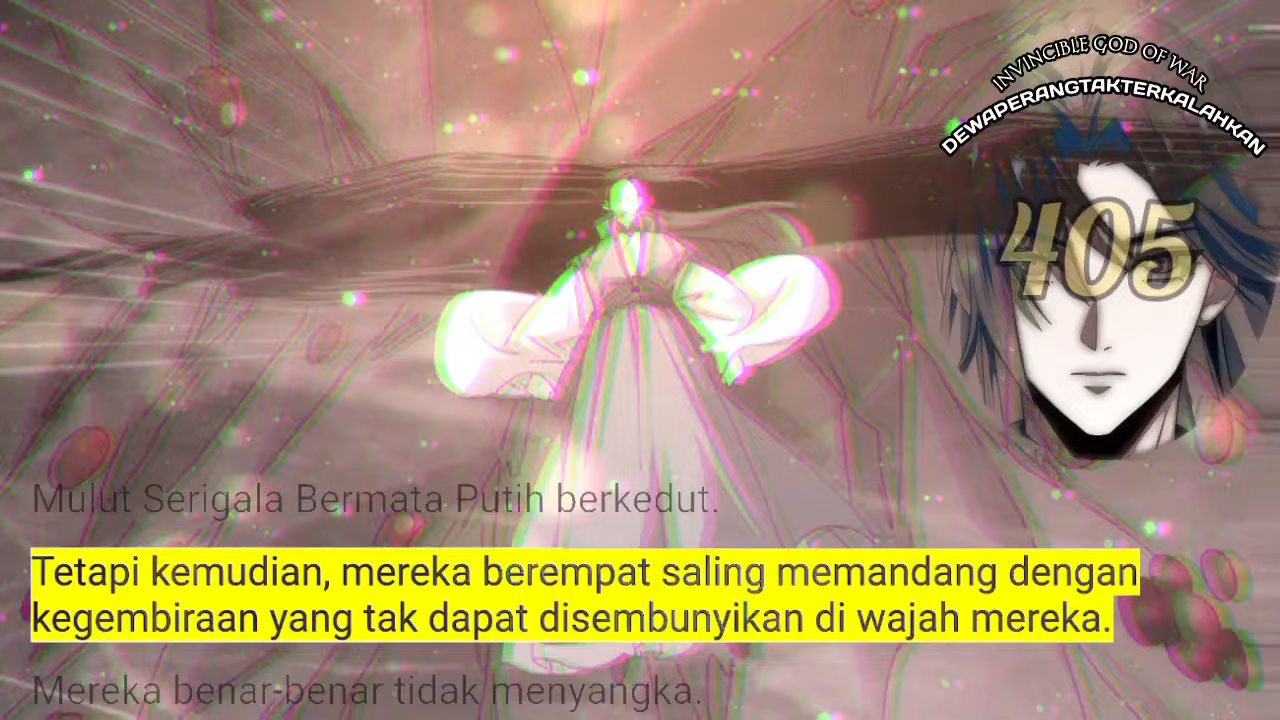 INVINCIBLE GOD OF WAR
DEWAPERANGTAKTERKALAHKAN
405
Mulut Serigala Bermata Putih berkedut.
Tetapi kemudian, mereka berempat saling memandang dengan
kegembiraan yang tak dapat disembunyikan di wajah mereka.
Mereka benar-benar tidak menyangka.